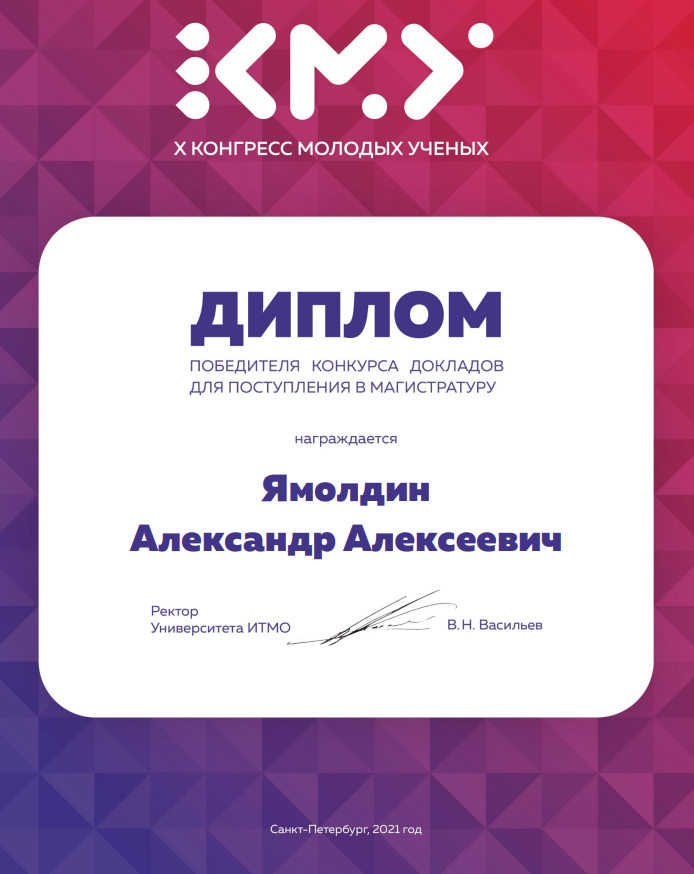 КМУ
X КОНГРЕСС МОЛОДЫХ УЧЕНЫХ
ДИПЛОМ
ПОБЕДИТЕЛЯ КОНКУРСА ДОКЛАДОВ
ДЛЯ ПОСТУПЛЕНИЯ В МАГИСТРАТУРУ
награждается
Ямолдин
Александр Алексеевич
Ректор
Университета ИТМО
В. Н. Васильев
Санкт-Петербург, 2021 год